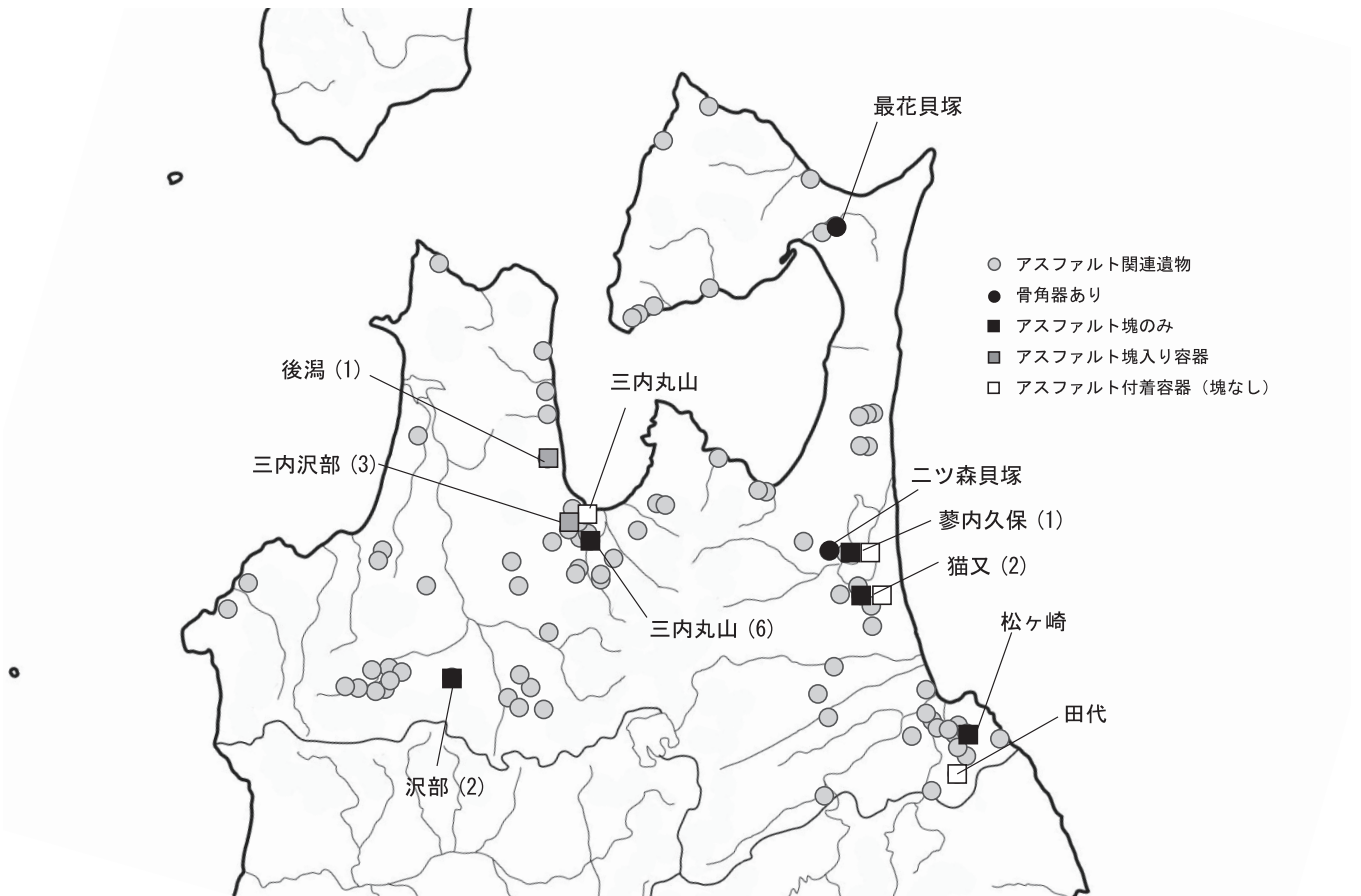 最花貝塚
アスファルト関連遺物
骨角器あり
アスファルト塊のみ
アスファルト塊入り容器
アスファルト付着容器（塊なし）
後潟 (1)
三内丸山
三内沢部 (3)
二ツ森貝塚
蓼内久保 (1)
猫又 (2)
松ヶ崎
三内丸山 (6)
田代
沢部 (2)